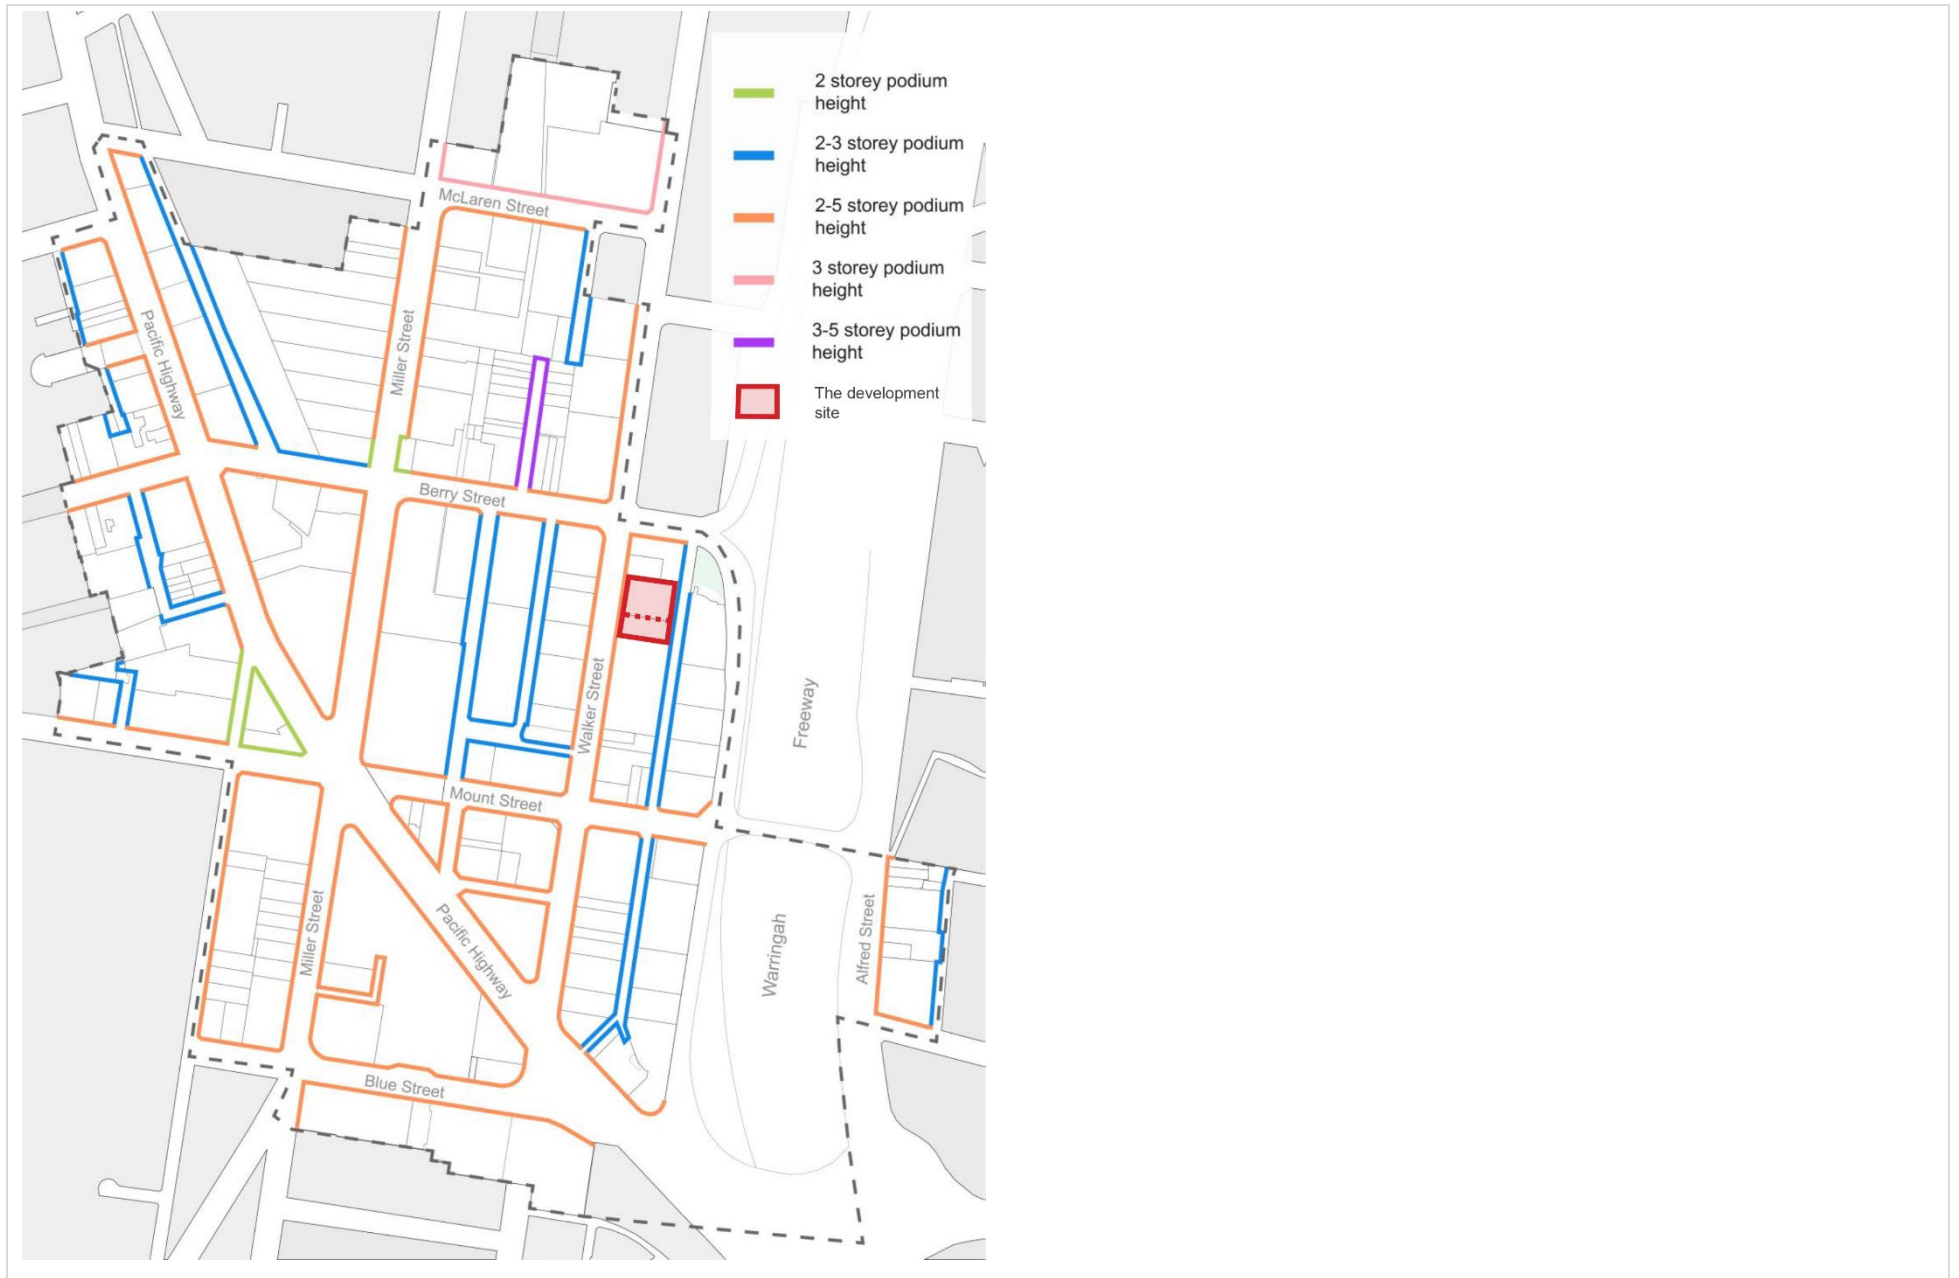 2 storey podium
height
2-3 storey podium
height
2-5 storey podium
height
3 storey podium
height
3-5 storey podium
height
The development
site
McLaren Street
Pacific Highway
Miller Street
Berry Street
Walker Street
Freeway
Mount Street
Miller Street
Pacific Highway
Warringah
Alfred Street
Blue Street